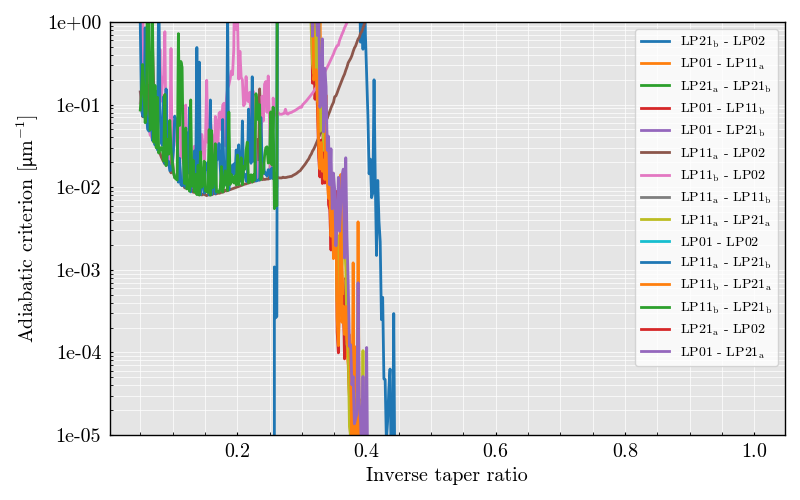 1e+00
1e-01
1e-02
1e-03
1e-04
1e-05
Adiabatic criterion [μm⁻¹]
0.2 0.4 0.6 0.8 1.0
Inverse taper ratio
LP21b - LP02
LP01 - LP11a
LP21a - LP21b
LP01 - LP11b
LP01 - LP21b
LP11a - LP02
LP11b - LP02
LP11a - LP11b
LP11a - LP21a
LP01 - LP02
LP11a - LP21b
LP11b - LP21a
LP11b - LP21b
LP21a - LP02
LP01 - LP21a